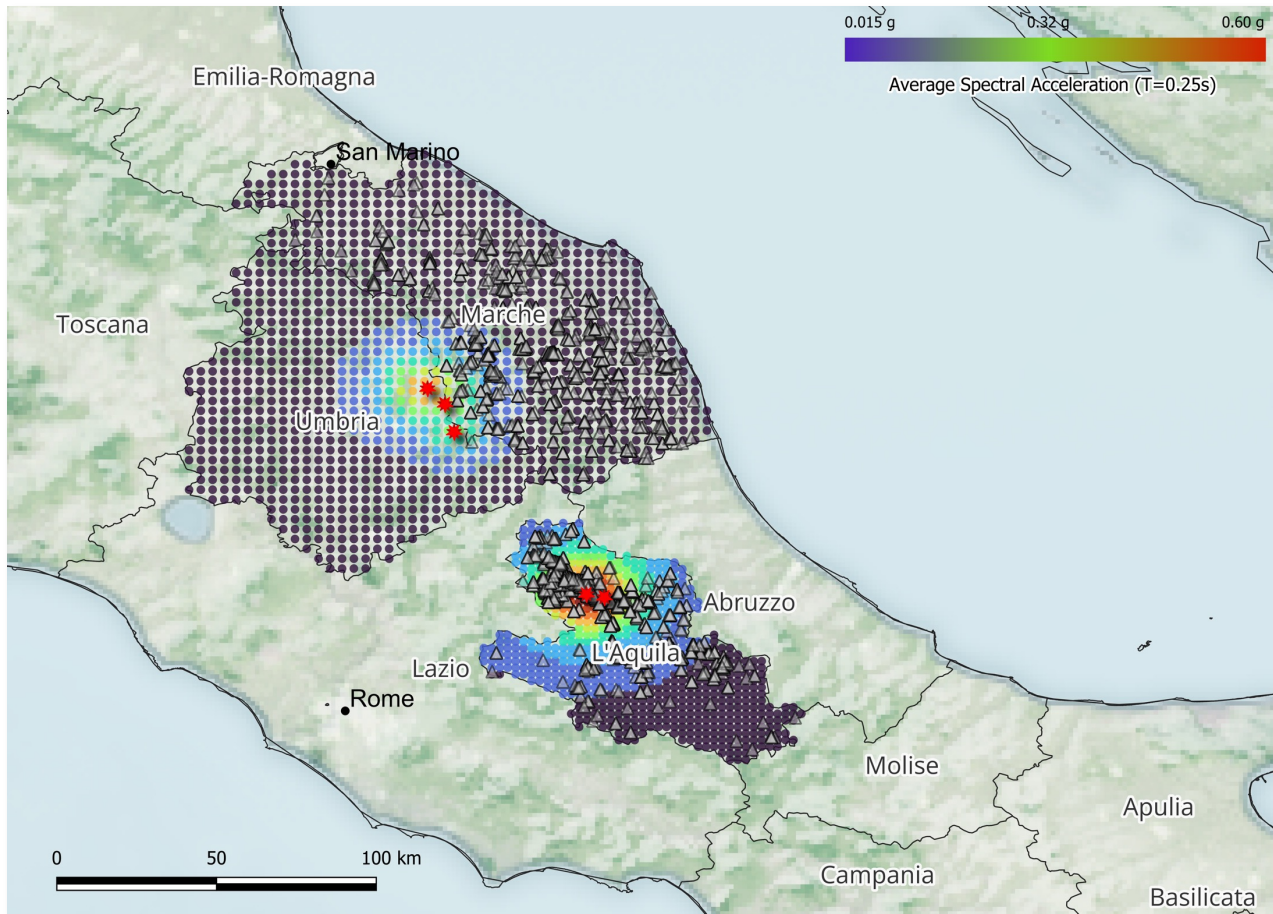 0.015 g 0.32 g 0.60 g
Average Spectral Acceleration (T=0.25s)
Emilia-Romagna
San Marino
Toscana
Marche
Umbria
Abruzzo
L'Aquila
Lazio
Rome
Molise
Apulia
Campania
Basilicata
0 50 100 km